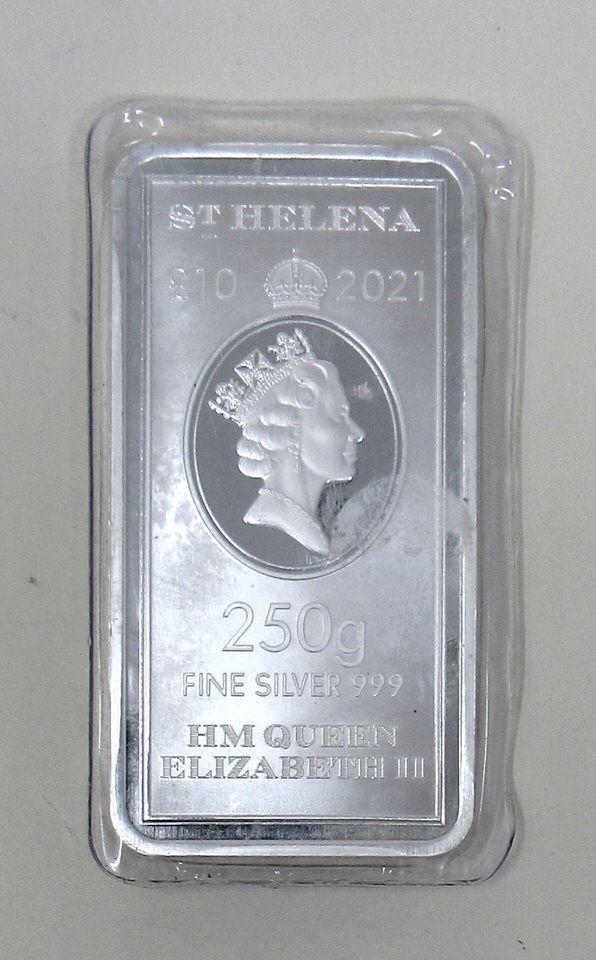 ST HELENA
£10 2021
250g
FINE SILVER 999
HM QUEEN
ELIZABETH II